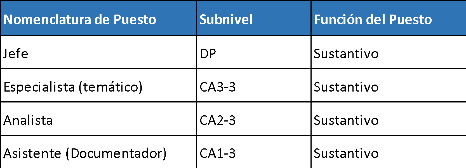 Nomenclatura de Puesto Subnivel Función del Puesto
Jefe DP Sustantivo
Especialista (temático) CA3-3 Sustantivo
Analista CA2-3 Sustantivo
Asistente (Documentador) CA1-3 Sustantivo